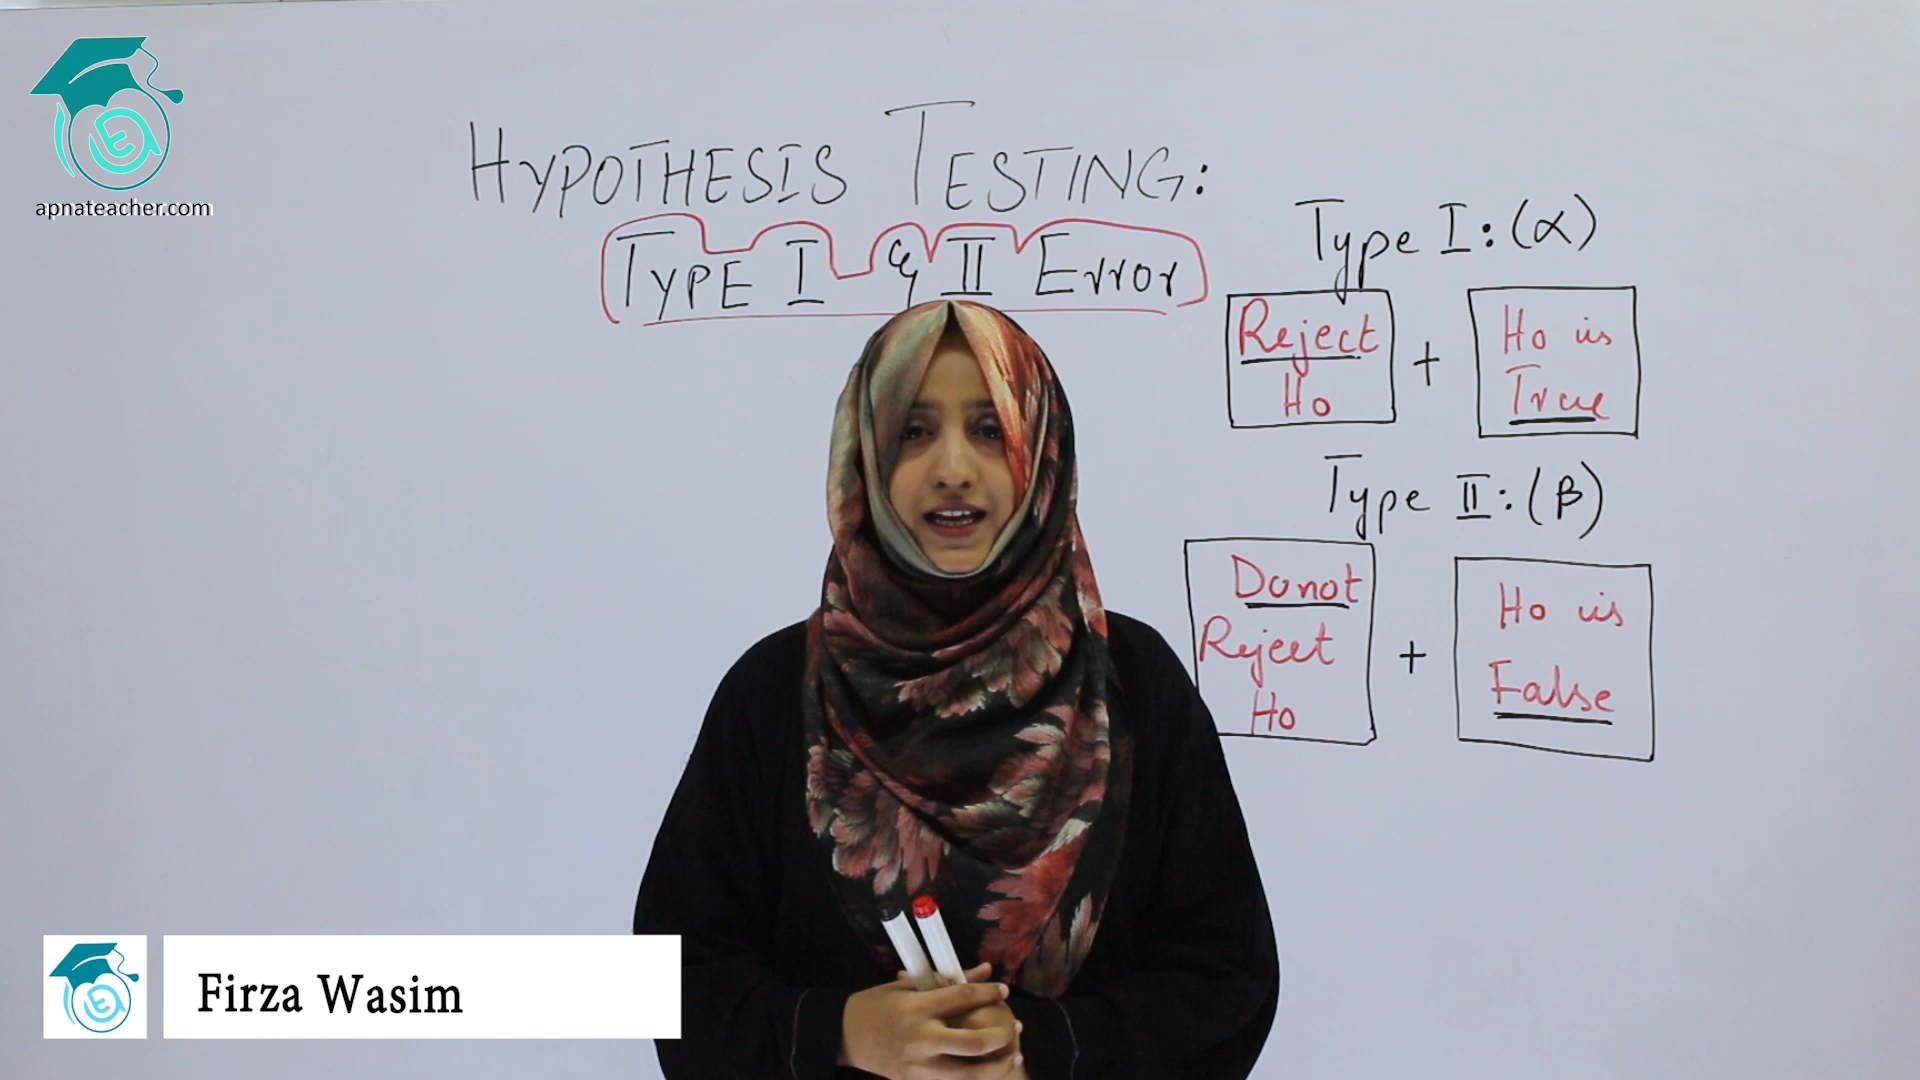 apnateacher.com
HYPOTHESIS TESTING:
TYPE I & II Error
Type I: (α)
Reject
Ho
+
Ho is
True
Type II: (β)
Donot
Reject
Ho
+
Ho is
False
Firza Wasim